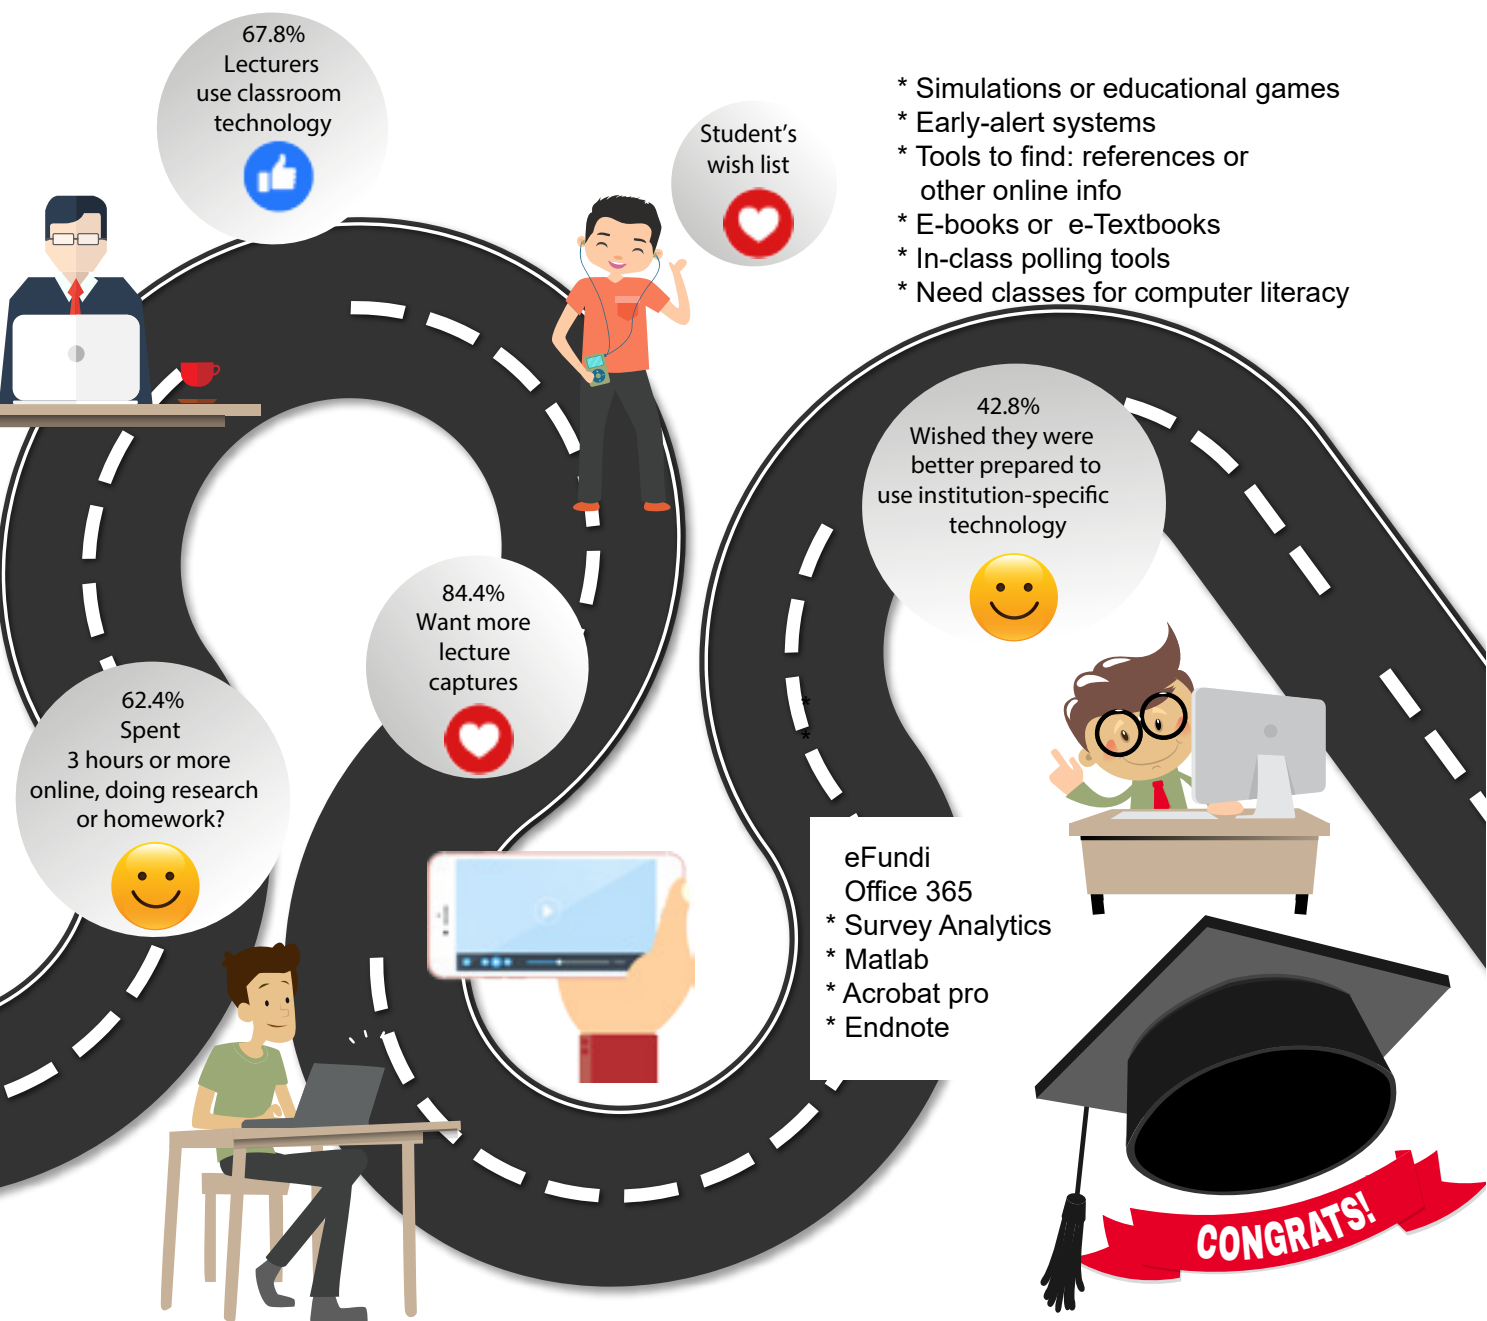 67.8%
Lecturers
use classroom
technology
Student's
wish list
* Simulations or educational games
* Early-alert systems
* Tools to find: references or
other online info
* E-books or  e-Textbooks
* In-class polling tools
* Need classes for computer literacy
42.8%
Wished they were
better prepared to
use institution-specific
technology
84.4%
Want more
lecture
captures
62.4%
Spent
3 hours or more
online, doing research
or homework?
*
*
eFundi
Office 365
* Survey Analytics
* Matlab
* Acrobat pro
* Endnote
CONGRATS!